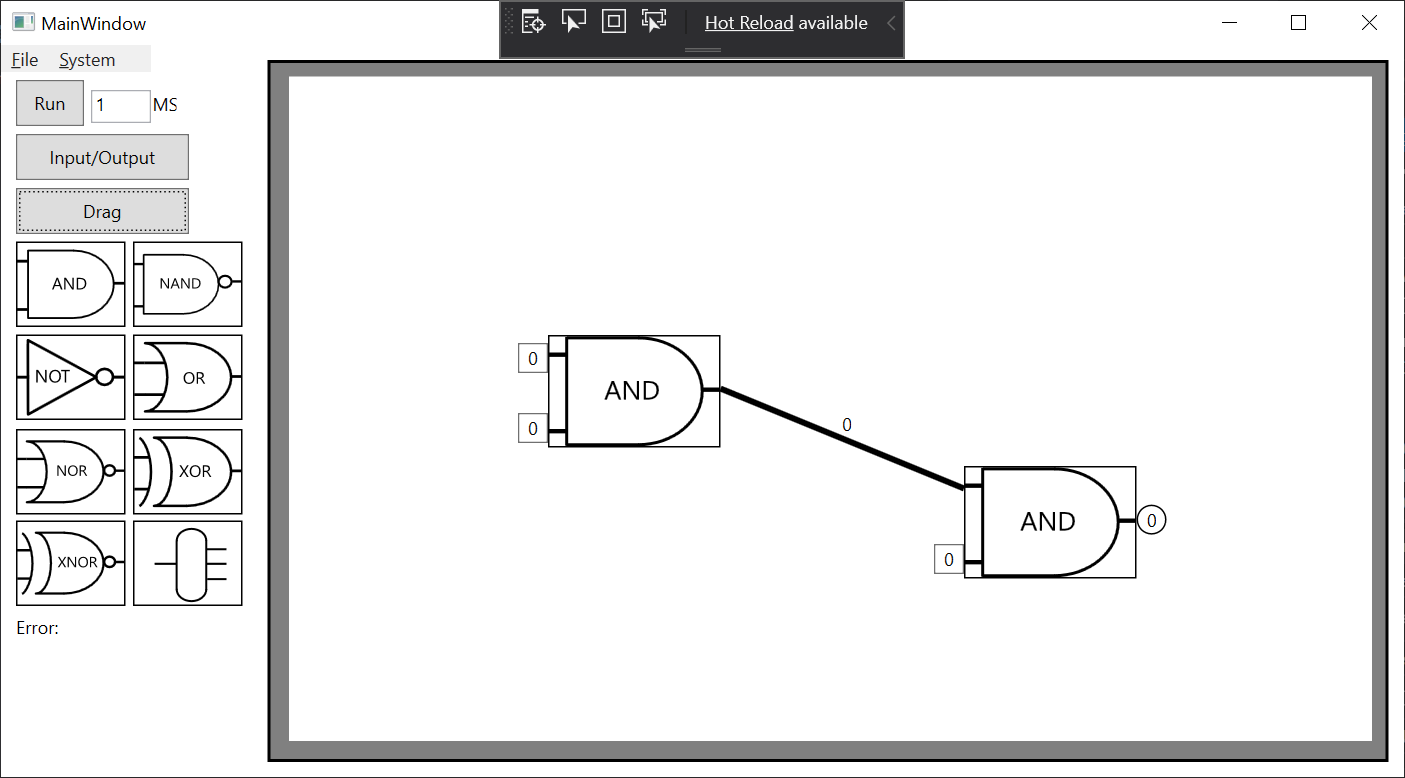 MainWindow
Hot Reload available
File System
Run 1 MS
Input/Output
Drag
AND NAND
NOT OR
NOR XOR
XNOR
Error:
0
AND
0
0
AND
0
0